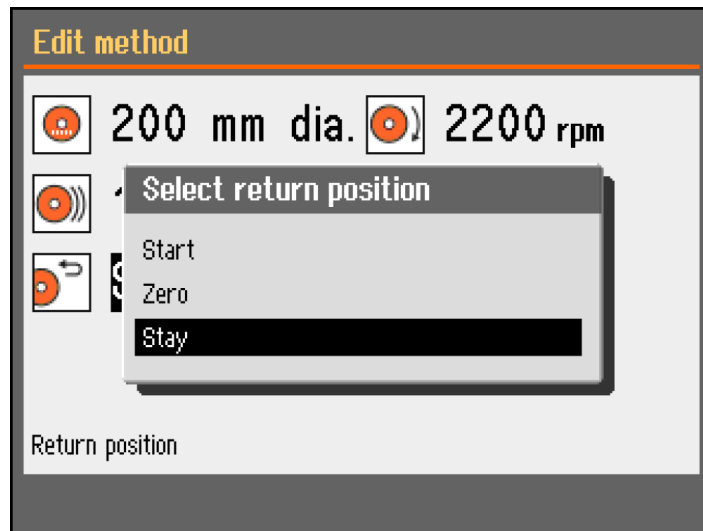 Edit method
200 mm dia. 2200 rpm
Select return position
Start
Zero
Stay
Return position